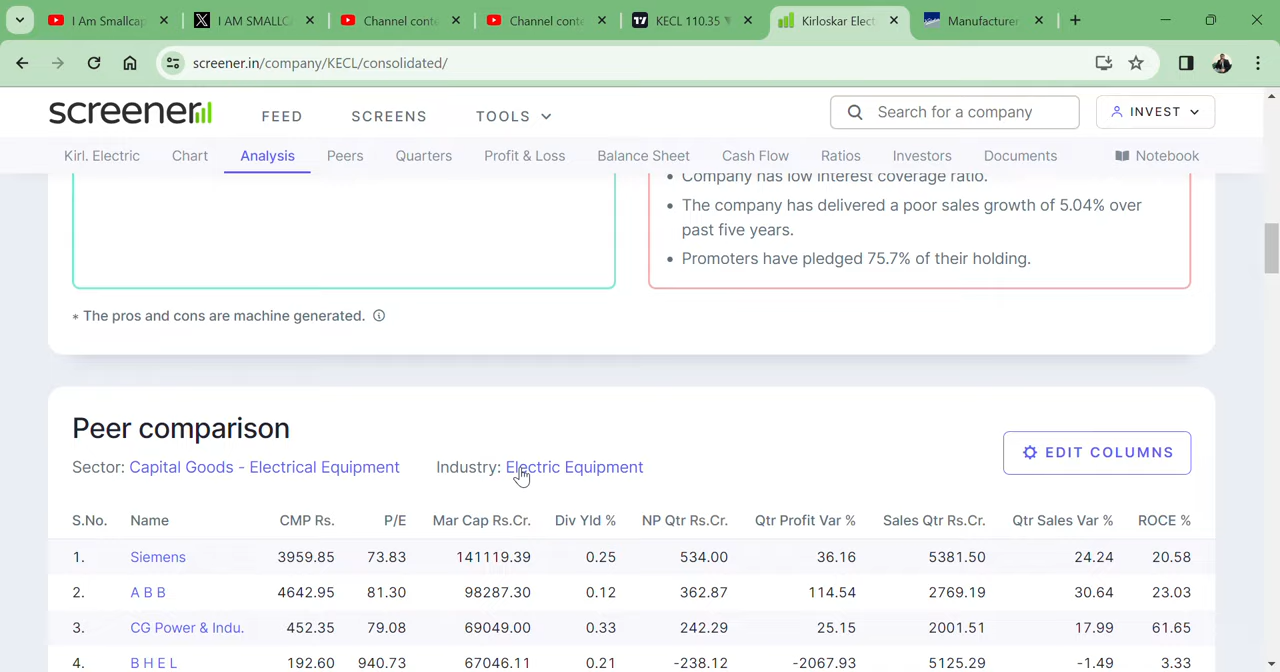 I Am Smallcap
I AM SMALLC
Channel conte
Channel conte
KECL 110.35
Kirloskar Elect
Manufacturer
screener.in/company/KECL/consolidated/
screener
FEED
SCREENS
TOOLS
Search for a company
INVEST
Kirl. Electric
Chart
Analysis
Peers
Quarters
Profit & Loss
Balance Sheet
Cash Flow
Ratios
Investors
Documents
Notebook
• Company has low interest coverage ratio.
• The company has delivered a poor sales growth of 5.04% over
past five years.
• Promoters have pledged 75.7% of their holding.
* The pros and cons are machine generated.
Peer comparison
Sector: Capital Goods - Electrical Equipment Industry: Electric Equipment
EDIT COLUMNS
S.No. Name CMP Rs. P/E Mar Cap Rs.Cr. Div Yld % NP Qtr Rs.Cr. Qtr Profit Var % Sales Qtr Rs.Cr. Qtr Sales Var % ROCE %
1. Siemens 3959.85 73.83 141119.39 0.25 534.00 36.16 5381.50 24.24 20.58
2. A B B 4642.95 81.30 98287.30 0.12 362.87 114.54 2769.19 30.64 23.03
3. CG Power & Indu. 452.35 79.08 69049.00 0.33 242.29 25.15 2001.51 17.99 61.65
4. B H E L 192.60 940.73 67046.11 0.21 -238.12 -2067.93 5125.29 -1.49 3.33